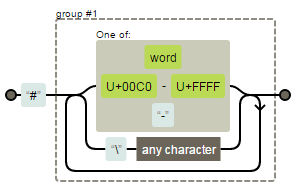 group #1
One of:
word
"#"
U+00C0 - U+FFFF
"-"
"\" any character